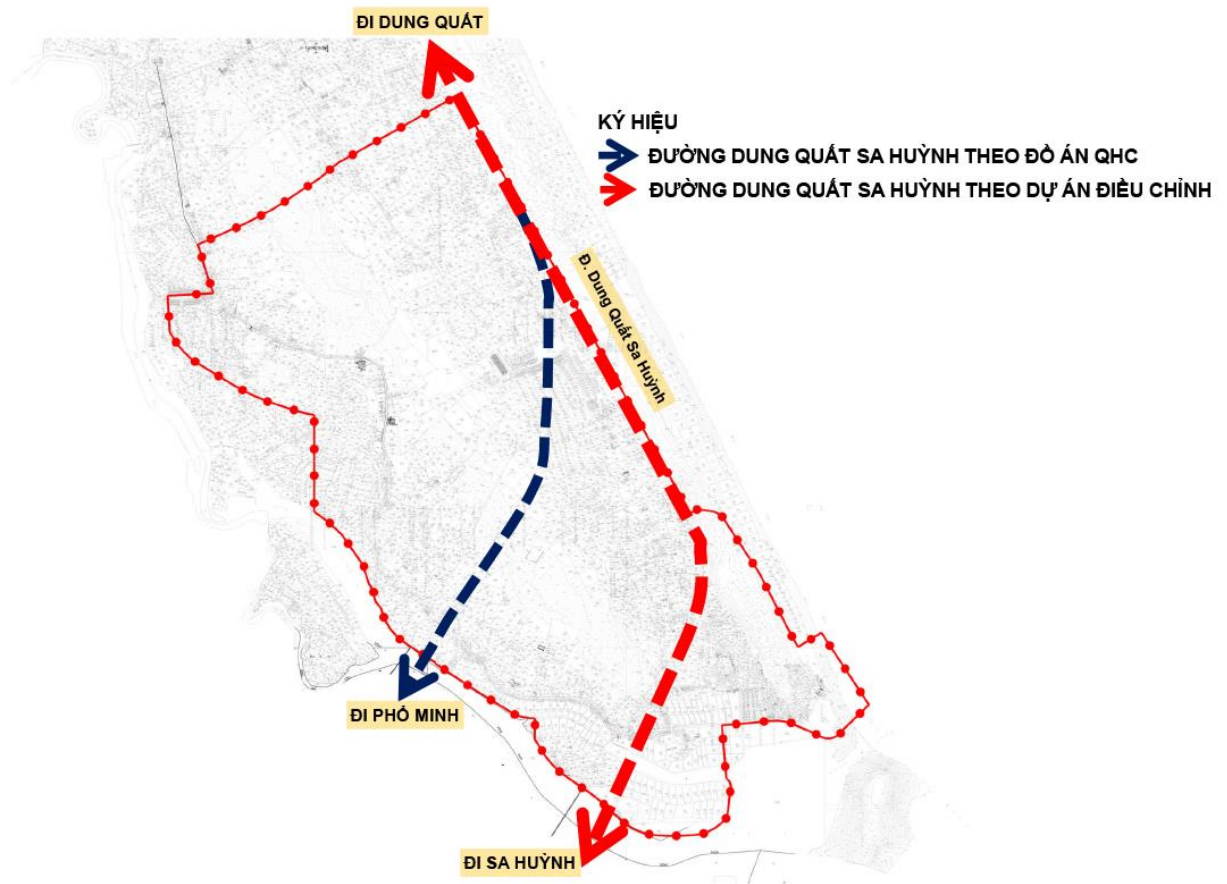 ĐI DUNG QUẤT
KÝ HIỆU
ĐƯỜNG DUNG QUẤT SA HUỲNH THEO ĐỒ ÁN QHC
ĐƯỜNG DUNG QUẤT SA HUỲNH THEO DỰ ÁN ĐIỀU CHỈNH
Đ. Dung Quất Sa Huỳnh
ĐI PHỔ MINH
ĐI SA HUỲNH